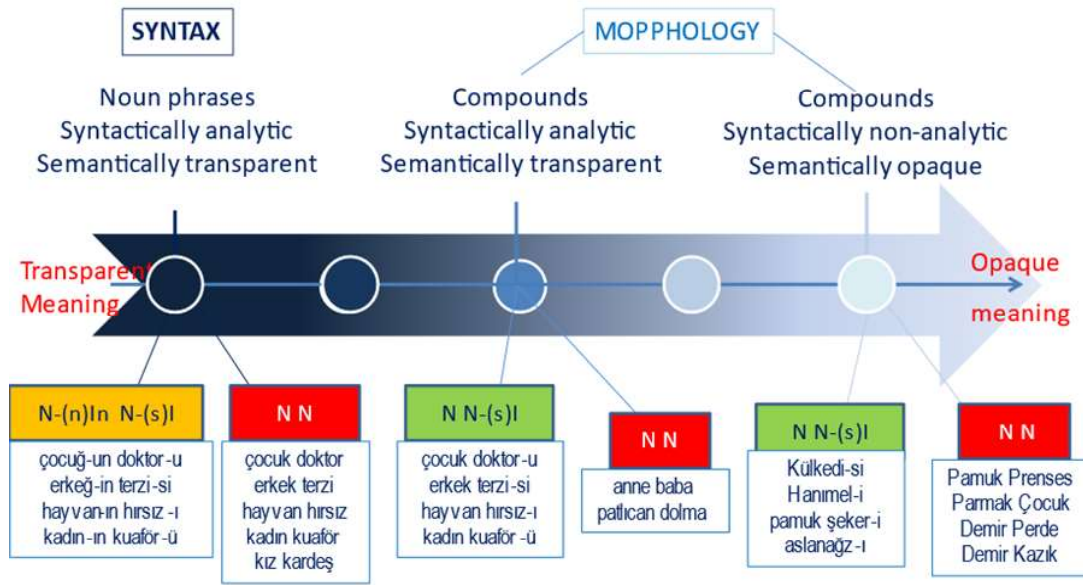 SYNTAX
MOPPHOLOGY
Noun phrases
Syntactically analytic
Semantically transparent
Compounds
Syntactically analytic
Semantically transparent
Compounds
Syntactically non-analytic
Semantically opaque
Transparent
Meaning
Opaque
meaning
N-(n)In N-(s)I
çocuğ-un doktor-u
erkeğ-in terzi-si
hayvan-ın hırsız -ı
kadın-ın kuaför -ü
N N
çocuk doktor
erkek terzi
hayvan hırsız
kadın kuaför
kız kardeş
N N-(s)I
çocuk doktor-u
erkek terzi-si
hayvan hırsız-ı
kadın kuaför -ü
N N
anne baba
patlıcan dolma
N N-(s)I
Külkedi-si
Hanımel-i
pamuk şeker-i
aslanağz-ı
N N
Pamuk Prenses
Parmak Çocuk
Demir Perde
Demir Kazık